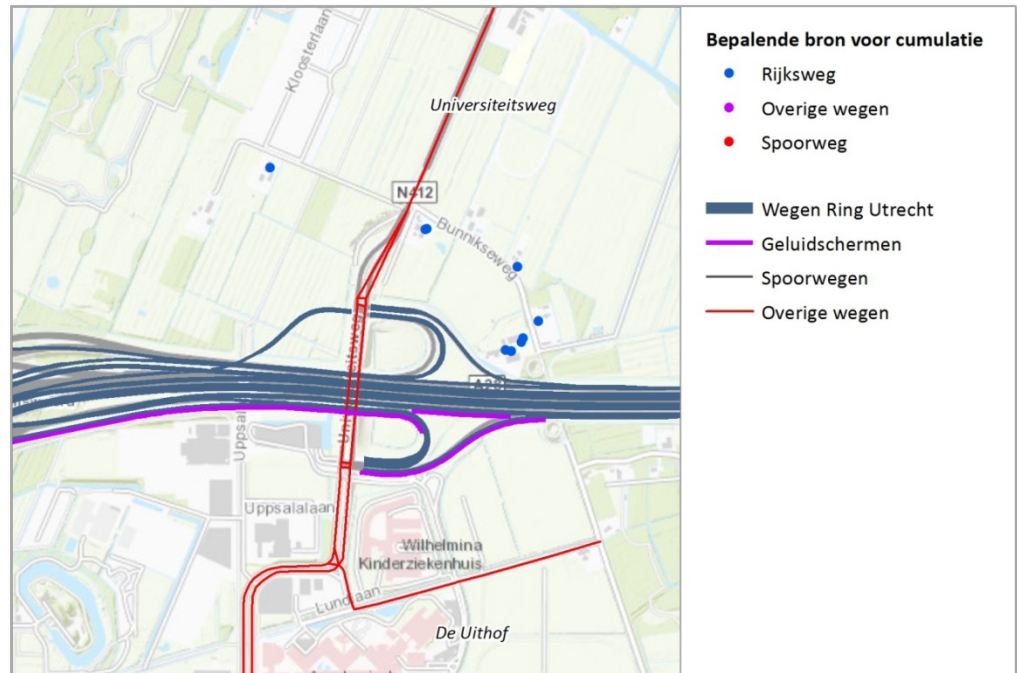 Kloosterlaan
Universiteitsweg
N412
Bunnikseweg
A28
Uppsalalaan
Wilhelmina
Kinderziekenhuis
Lundlaan
De Uithof
Bepalende bron voor cumulatie
Rijksweg
Overige wegen
Spoorweg
Wegen Ring Utrecht
Geluidschermen
Spoorwegen
Overige wegen